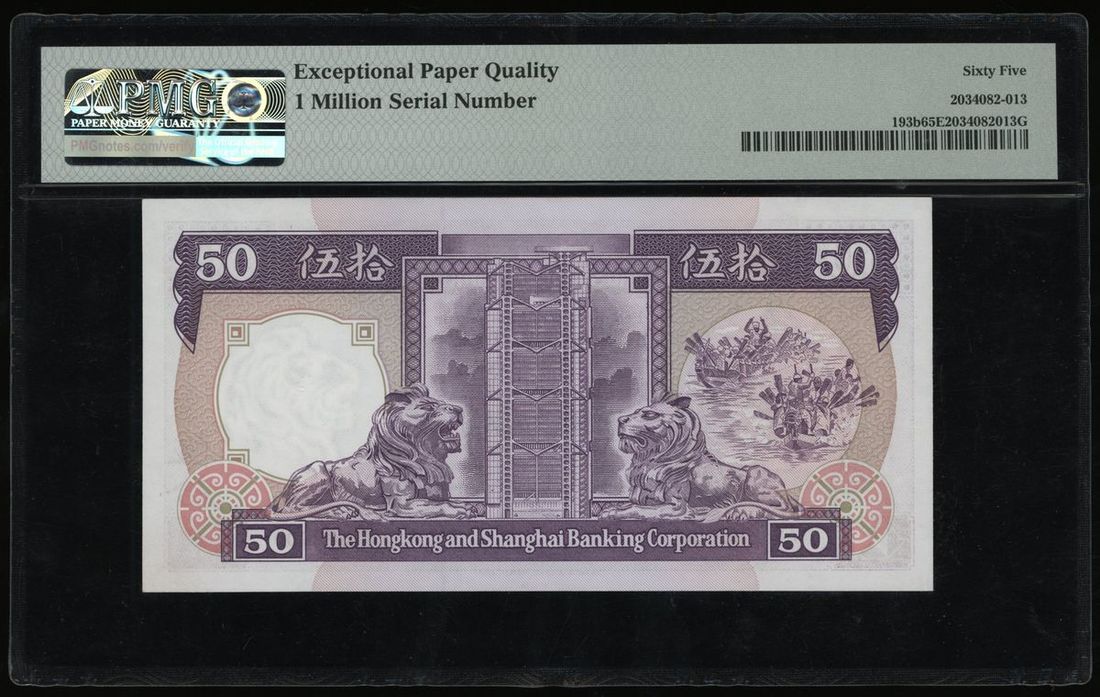 PMG
PAPER MONEY GUARANTY
PMGnotes.com/verify
Exceptional Paper Quality
1 Million Serial Number
Sixty Five
2034082-013
193b65E2034082013G
50 伍拾 伍拾 50
50 The Hongkong and Shanghai Banking Corporation 50